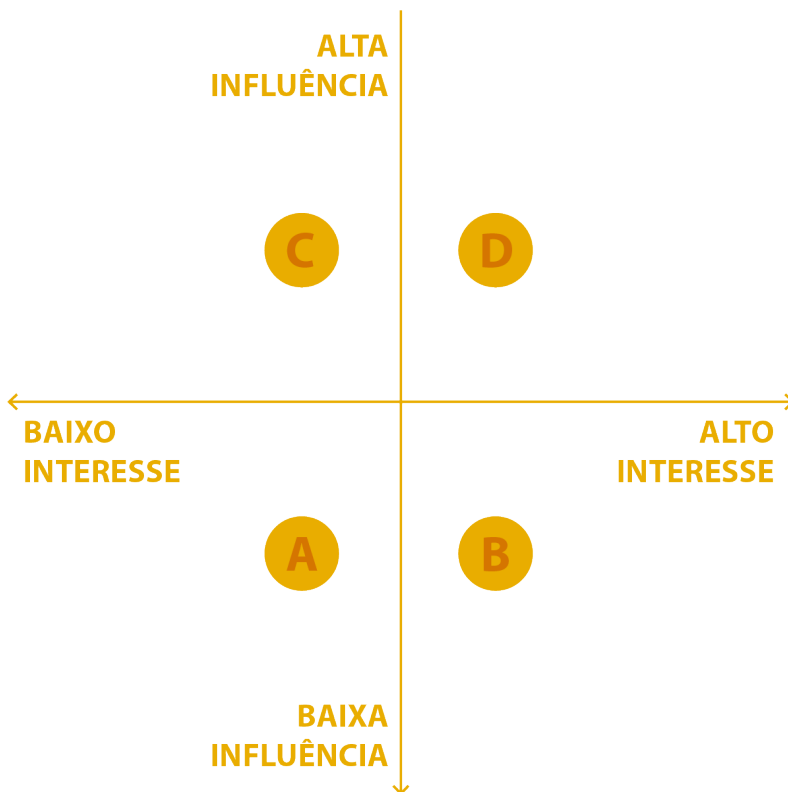 ALTA
INFLUÊNCIA
C
D
BAIXO
INTERESSE
ALTO
INTERESSE
A
B
BAIXA
INFLUÊNCIA